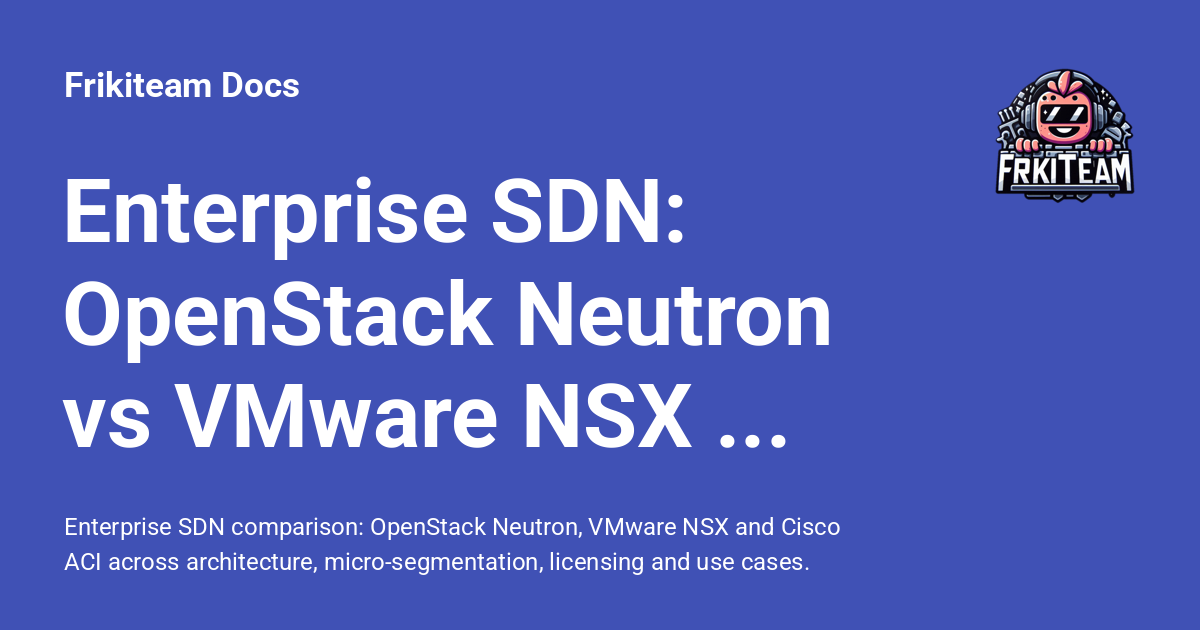 Frikiteam Docs
FRKITEAM
Enterprise SDN:
OpenStack Neutron
vs VMware NSX ...
Enterprise SDN comparison: OpenStack Neutron, VMware NSX and Cisco
ACI across architecture, micro-segmentation, licensing and use cases.